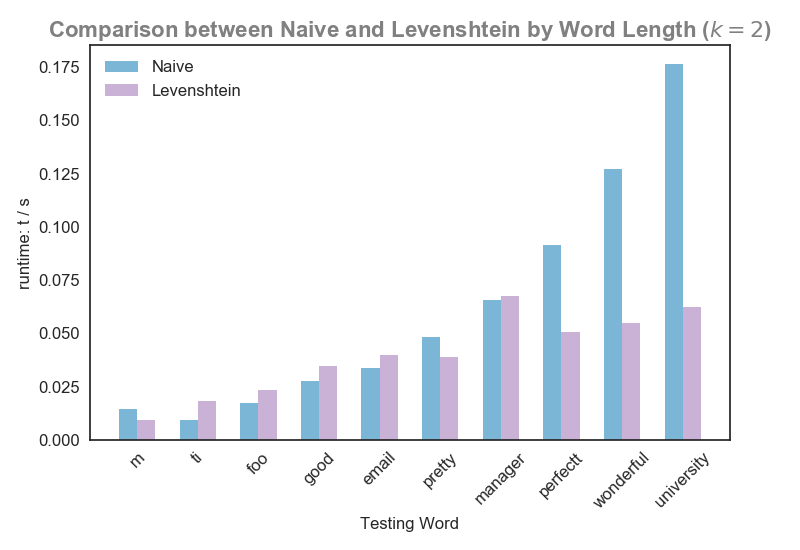 Comparison between Naive and Levenshtein by Word Length (k = 2)
Naive
Levenshtein
runtime: t / s
0.175
0.150
0.125
0.100
0.075
0.050
0.025
0.000
m
ti
foo
good
email
pretty
manager
perfectt
wonderful
university
Testing Word